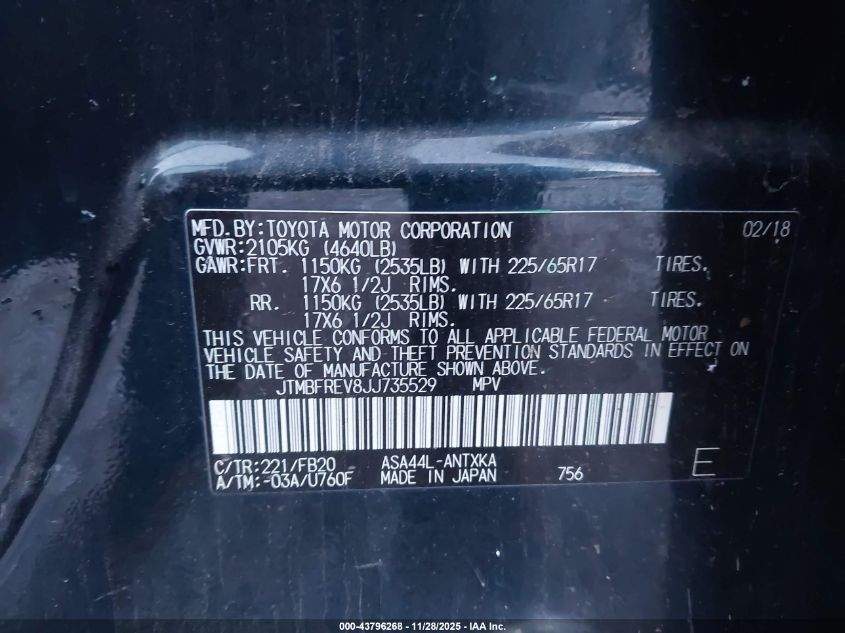 MFD.BY:TOYOTA MOTOR CORPORATION 02/18
GVWR:2105KG (4640LB)
GAWR:FRT. 1150KG (2535LB) WITH 225/65R17 TIRES,
17X6 1/2J RIMS.
RR. 1150KG (2535LB) WITH 225/65R17 TIRES,
17X6 1/2J RIMS.
THIS VEHICLE CONFORMS TO ALL APPLICABLE FEDERAL MOTOR
VEHICLE SAFETY AND THEFT PREVENTION STANDARDS IN EFFECT ON
THE DATE OF MANUFACTURE SHOWN ABOVE.
JTMBFREV8JJ735529 MPV
C/TR:221/FB20 ASA44L-ANTXKA E
A/TM:-03A/U760F MADE IN JAPAN 756
000-43796268 - 11/28/2025 - IAA Inc.